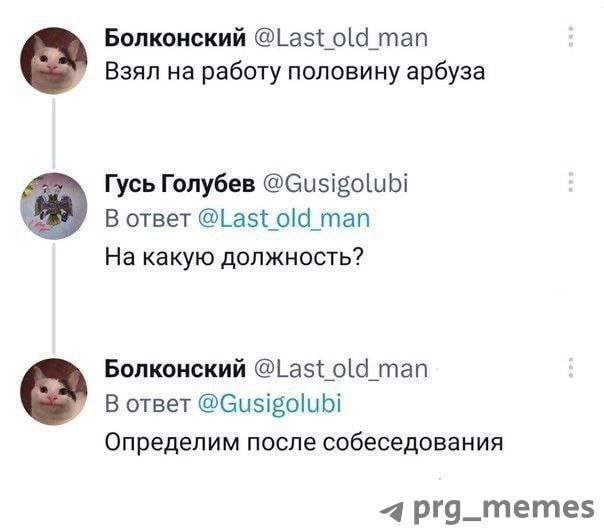 Болконский @Last_old_man
Взял на работу половину арбуза
Гусь Голубев @Gusigolubi
В ответ @Last_old_man
На какую должность?
Болконский @Last_old_man
В ответ @Gusigolubi
Определим после собеседования
prg_memes